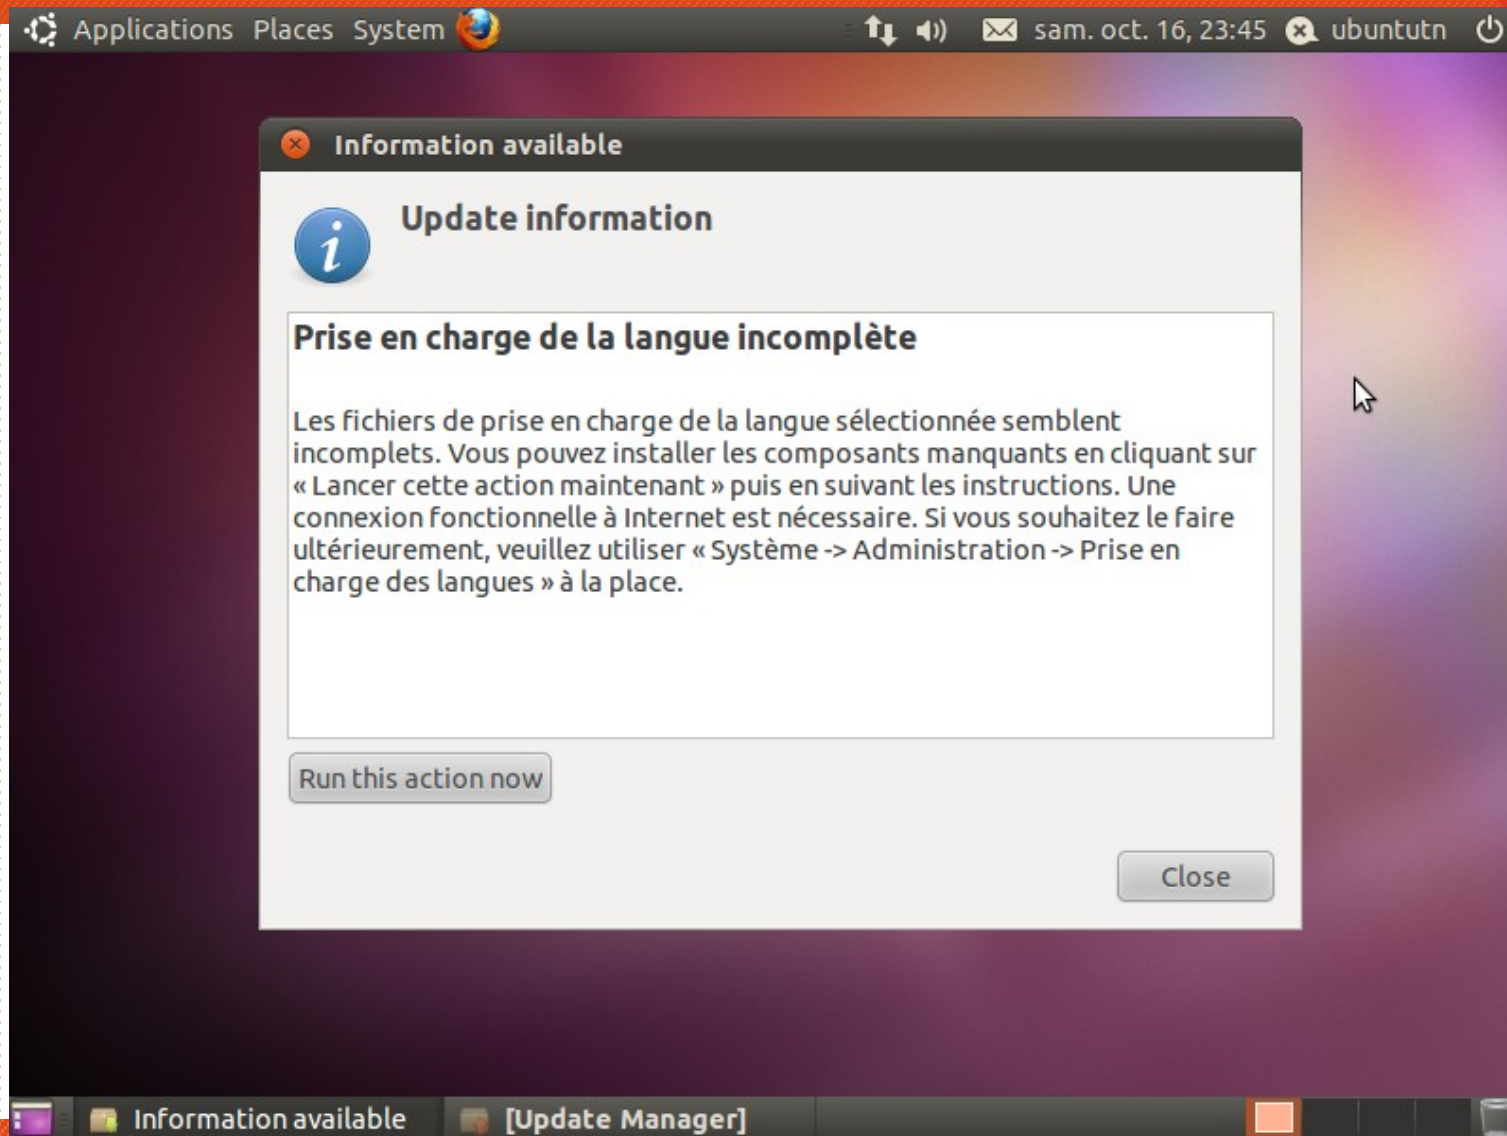 Applications Places System sam. oct. 16, 23:45 ubuntutn
Information available
Update information
Prise en charge de la langue incomplète
Les fichiers de prise en charge de la langue sélectionnée semblent
incomplets. Vous pouvez installer les composants manquants en cliquant sur
« Lancer cette action maintenant » puis en suivant les instructions. Une
connexion fonctionnelle à Internet est nécessaire. Si vous souhaitez le faire
ultérieurement, veuillez utiliser « Système -> Administration -> Prise en
charge des langues » à la place.
Run this action now
Close
Information available [Update Manager]